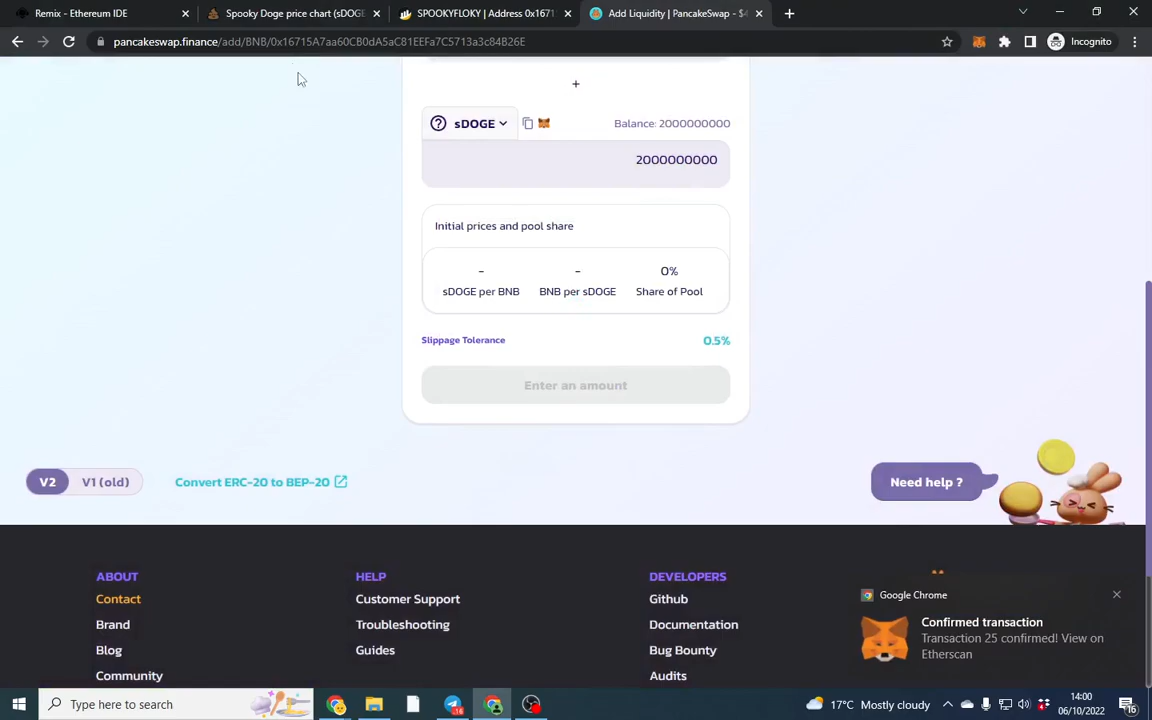 Remix - Ethereum IDE
Spooky Doge price chart (sDOGE
SPOOKYFLOKY | Address 0x1671
Add Liquidity | PancakeSwap - $4
pancakeswap.finance/add/BNB/0x16715A7aa60CB0dA5aC81EEFa7C5713a3c84B26E
Incognito
+
sDOGE
Balance: 2000000000
2000000000
Initial prices and pool share
- - 0%
sDOGE per BNB BNB per sDOGE Share of Pool
Slippage Tolerance 0.5%
Enter an amount
V2 V1 (old) Convert ERC-20 to BEP-20
Need help ?
ABOUT HELP DEVELOPERS
Contact Customer Support Github
Brand Troubleshooting Documentation
Blog Guides Bug Bounty
Community Audits
Google Chrome
Confirmed transaction
Transaction 25 confirmed! View on
Etherscan
Type here to search
17°C Mostly cloudy
14:00
06/10/2022